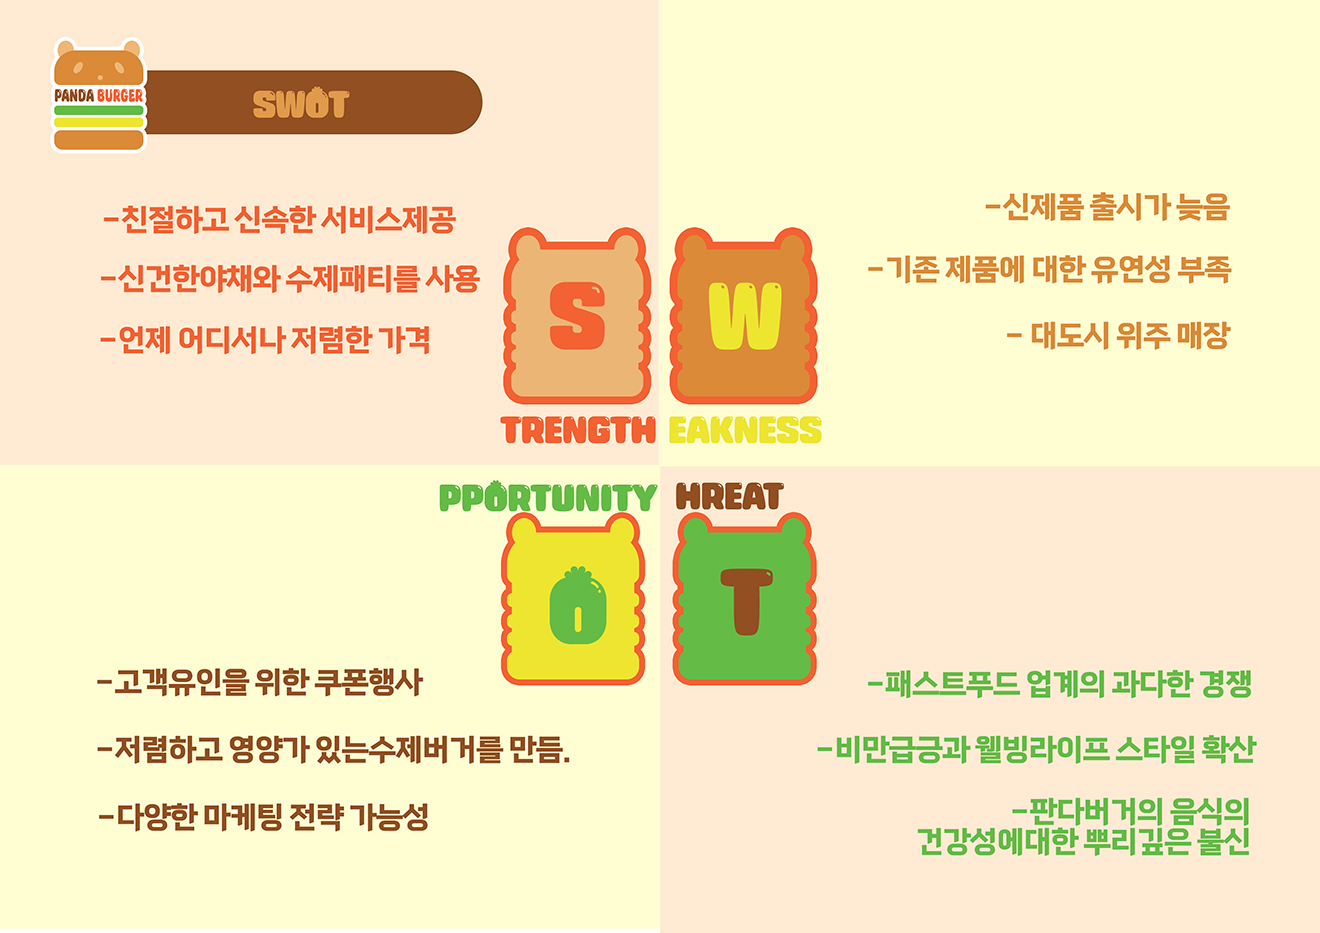 PANDA BURGER
SWOT
-친절하고 신속한 서비스제공
-신건한야채와 수제패티를 사용
-언제 어디서나 저렴한 가격
S
TRENGTH
-신제품 출시가 늦음
-기존 제품에 대한 유연성 부족
- 대도시 위주 매장
W
EAKNESS
PPORTUNITY
O
-고객유인을 위한 쿠폰행사
-저렴하고 영양가 있는수제버거를 만듬.
-다양한 마케팅 전략 가능성
HREAT
T
-패스트푸드 업계의 과다한 경쟁
-비만급긍과 웰빙라이프 스타일 확산
-판다버거의 음식의
건강성에대한 뿌리깊은 불신